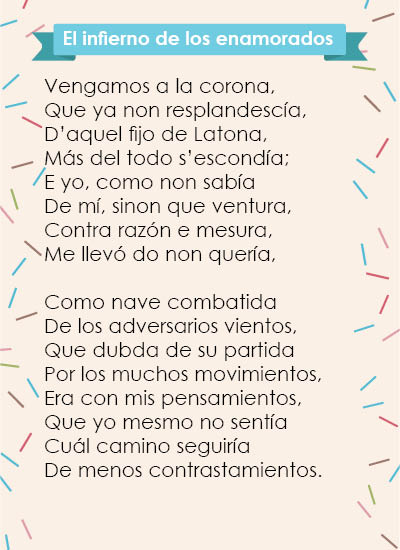 El infierno de los enamorados
Vengamos a la corona,
Que ya non resplandescía,
D’aquel fijo de Latona,
Más del todo s’escondía;
E yo, como non sabía
De mí, sinon que ventura,
Contra razón e mesura,
Me llevó do non quería,
Como nave combatida
De los adversarios vientos,
Que dubda de su partida
Por los muchos movimientos,
Era con mis pensamientos,
Que yo mesmo no sentía
Cuál camino seguiría
De menos contrastamientos.